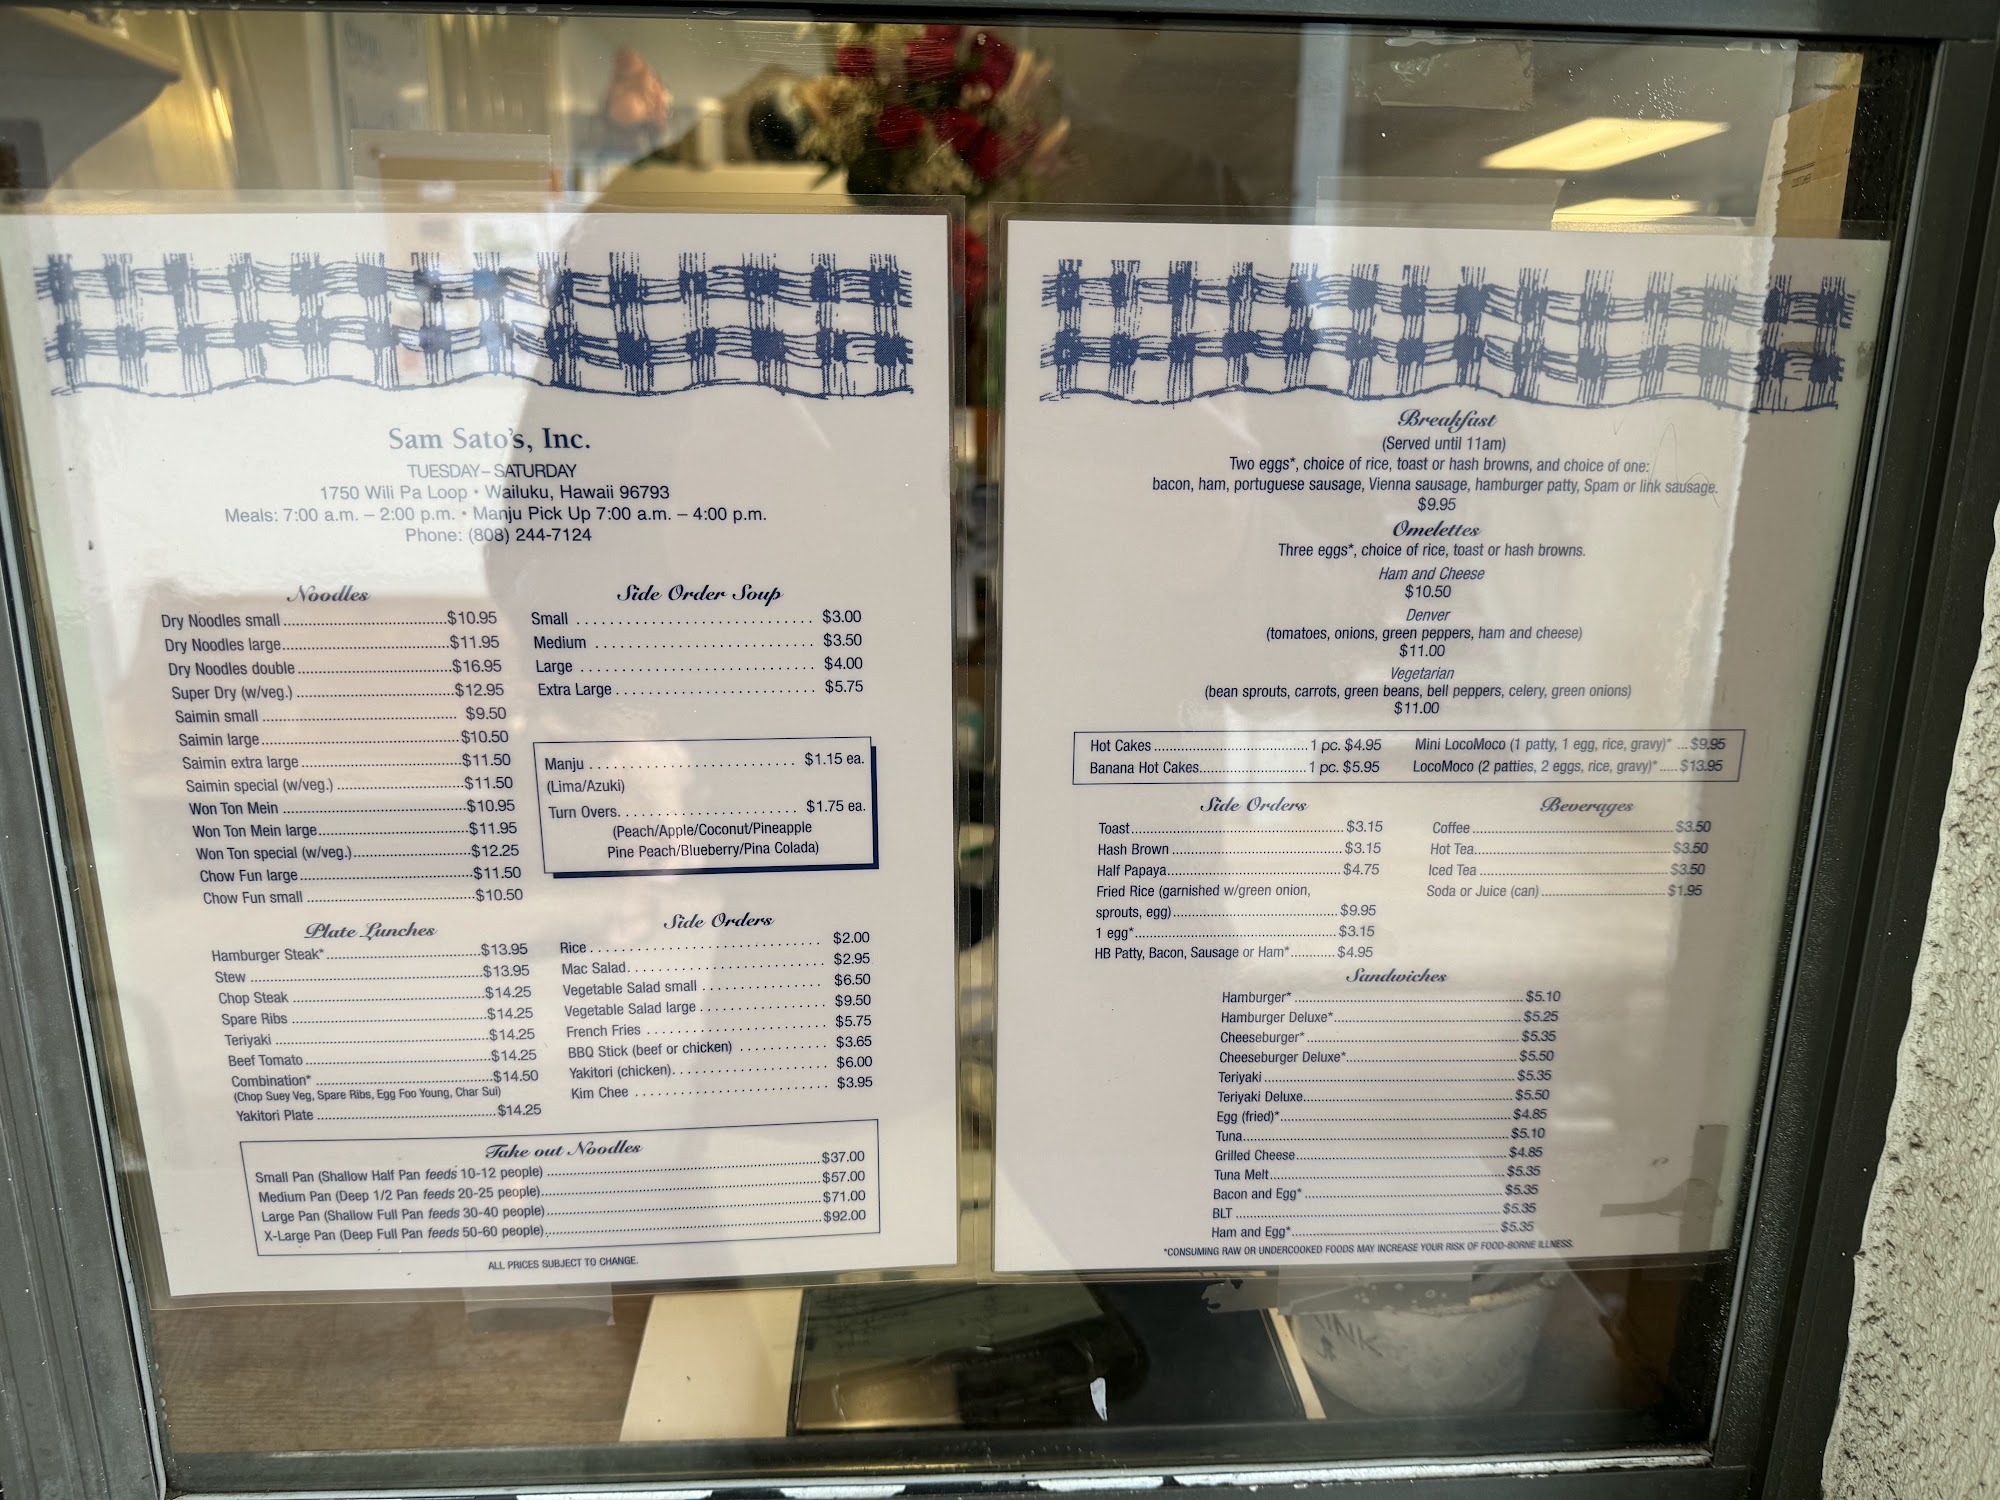 Sam Sato's, Inc.
TUESDAY – SATURDAY
1750 Wili Pa Loop • Wailuku, Hawaii 96793
Meals: 7:00 a.m. – 2:00 p.m. • Manju Pick Up 7:00 a.m. – 4:00 p.m.
Phone: (808) 244-7124
Noodles
Dry Noodles small $10.95
Dry Noodles large $11.95
Dry Noodles double $16.95
Super Dry (w/veg.) $12.95
Saimin small $9.50
Saimin large $10.50
Saimin extra large $11.50
Saimin special (w/veg.) $11.50
Won Ton Mein $10.95
Won Ton Mein large $11.95
Won Ton special (w/veg.) $12.25
Chow Fun large $11.50
Chow Fun small $10.50
Plate Lunches
Hamburger Steak* $13.95
Stew $13.95
Chop Steak $14.25
Spare Ribs $14.25
Teriyaki $14.25
Beef Tomato $14.25
Combination* $14.50
(Chop Suey Veg, Spare Ribs, Egg Foo Young, Char Sui)
Yakitori Plate $14.25
Side Order Soup
Small $3.00
Medium $3.50
Large $4.00
Extra Large $5.75
Manju $1.15 ea.
(Lima/Azuki)
Turn Overs $1.75 ea.
(Peach/Apple/Coconut/Pineapple
Pine Peach/Blueberry/Pina Colada)
Side Orders
Rice $2.00
Mac Salad $2.95
Vegetable Salad small $6.50
Vegetable Salad large $9.50
French Fries $5.75
BBQ Stick (beef or chicken) $3.65
Yakitori (chicken) $6.00
Kim Chee $3.95
Take out Noodles
Small Pan (Shallow Half Pan feeds 10-12 people) $37.00
Medium Pan (Deep 1/2 Pan feeds 20-25 people) $57.00
Large Pan (Shallow Full Pan feeds 30-40 people) $71.00
X-Large Pan (Deep Full Pan feeds 50-60 people) $92.00
ALL PRICES SUBJECT TO CHANGE.
Breakfast
(Served until 11am)
Two eggs*, choice of rice, toast or hash browns, and choice of one:
bacon, ham, portuguese sausage, Vienna sausage, hamburger patty, Spam or link sausage.
$9.95
Omelettes
Three eggs*, choice of rice, toast or hash browns.
Ham and Cheese
$10.50
Denver
(tomatoes, onions, green peppers, ham and cheese)
$11.00
Vegetarian
(bean sprouts, carrots, green beans, bell peppers, celery, green onions)
$11.00
Hot Cakes 1 pc. $4.95
Banana Hot Cakes 1 pc. $5.95
Mini LocoMoco (1 patty, 1 egg, rice, gravy)* $9.95
LocoMoco (2 patties, 2 eggs, rice, gravy)* $13.95
Side Orders
Toast $3.15
Hash Brown $3.15
Half Papaya $4.75
Fried Rice (garnished w/green onion,
sprouts, egg) $9.95
1 egg* $3.15
HB Patty, Bacon, Sausage or Ham* $4.95
Beverages
Coffee $3.50
Hot Tea $3.50
Iced Tea $3.50
Soda or Juice (can) $1.95
Sandwiches
Hamburger* $5.10
Hamburger Deluxe* $5.25
Cheeseburger* $5.35
Cheeseburger Deluxe* $5.50
Teriyaki $5.35
Teriyaki Deluxe $5.50
Egg (fried)* $4.85
Tuna $5.10
Grilled Cheese $4.85
Tuna Melt $5.35
Bacon and Egg* $5.35
BLT $5.35
Ham and Egg* $5.35
*CONSUMING RAW OR UNDERCOOKED FOODS MAY INCREASE YOUR RISK OF FOOD-BORNE ILLNESS.